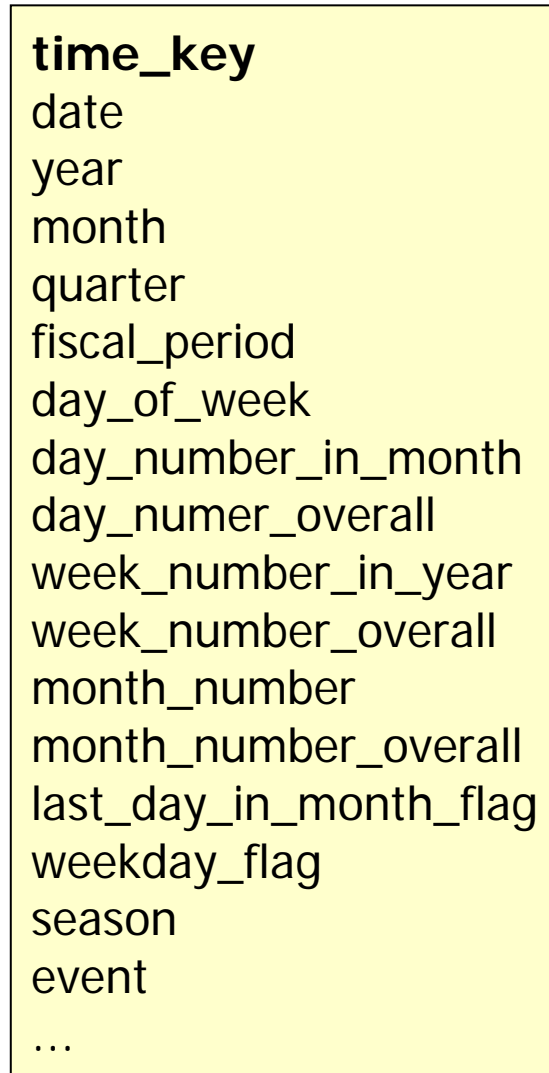 time_key
date
year
month
quarter
fiscal_period
day_of_week
day_number_in_month
day_numer_overall
week_number_in_year
week_number_overall
month_number
month_number_overall
last_day_in_month_flag
weekday_flag
season
event
…